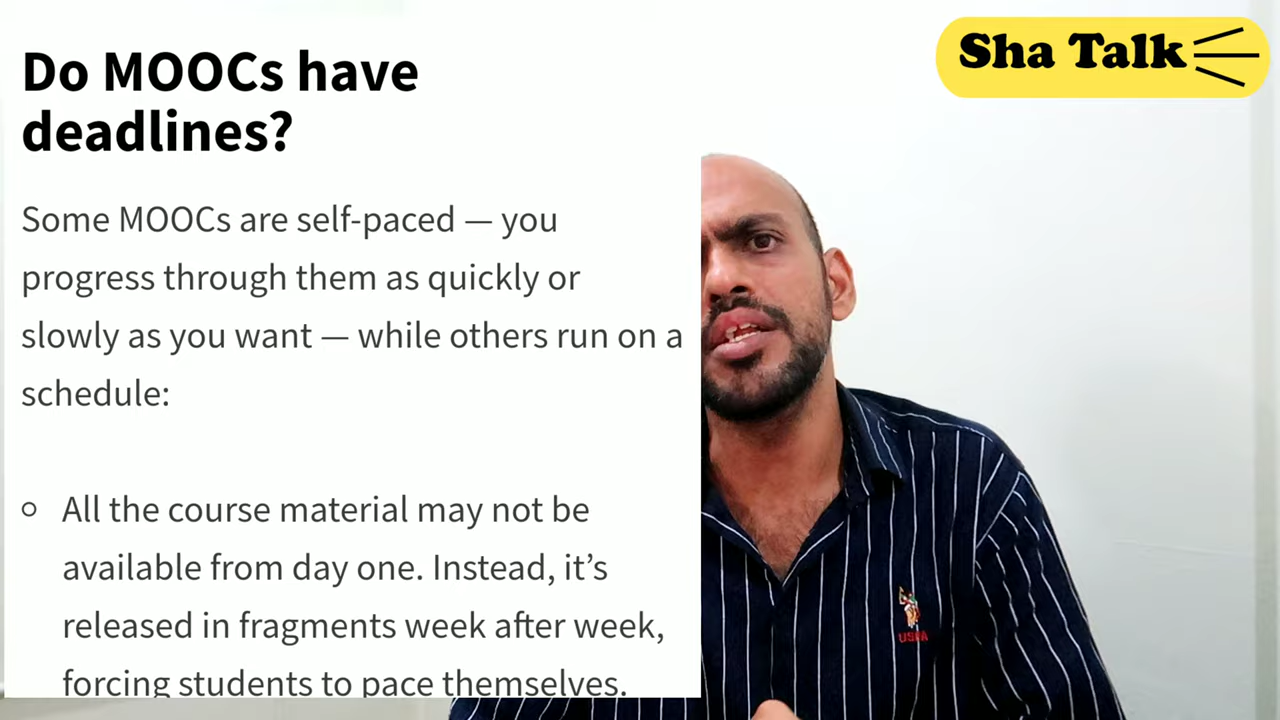 Do MOOCs have
deadlines?
Sha Talk
Some MOOCs are self-paced — you
progress through them as quickly or
slowly as you want — while others run on a
schedule:
All the course material may not be
available from day one. Instead, it’s
released in fragments week after week,
forcing students to pace themselves.
USPA